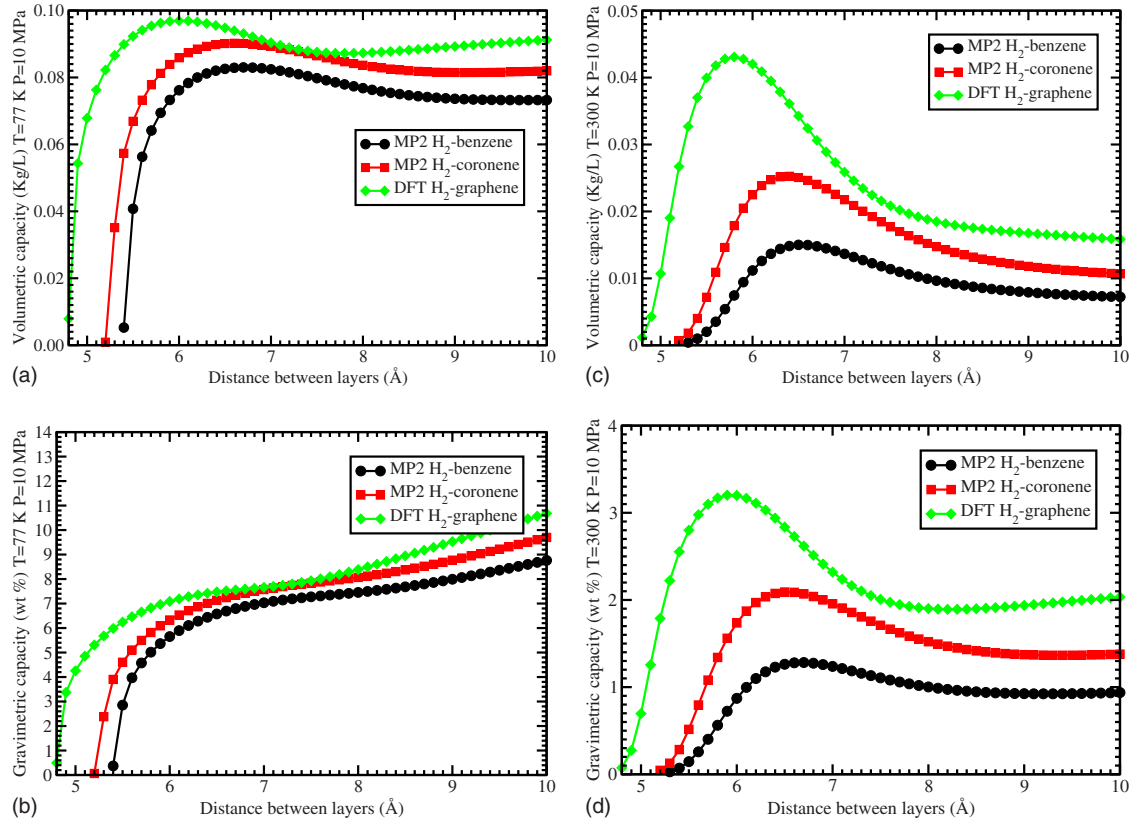 0.10
0.08
0.06
0.04
0.02
0.00
Volumetric capacity (Kg/L) T=77 K P=10 MPa
MP2 H₂-benzene
MP2 H₂-coronene
DFT H₂-graphene
5 6 7 8 9 10
Distance between layers (Å)
(a)
0.05
0.04
0.03
0.02
0.01
0
Volumetric capacity (Kg/L) T=300 K P=10 MPa
MP2 H₂-benzene
MP2 H₂-coronene
DFT H₂-graphene
5 6 7 8 9 10
Distance between layers (Å)
(c)
14
13
12
11
10
9
8
7
6
5
4
3
2
1
0
Gravimetric capacity (wt %) T=77 K P=10 MPa
MP2 H₂-benzene
MP2 H₂-coronene
DFT H₂-graphene
5 6 7 8 9 10
Distance between layers (Å)
(b)
4
3
2
1
0
Gravimetric capacity (wt %) T=300 K P=10 MPa
MP2 H₂-benzene
MP2 H₂-coronene
DFT H₂-graphene
5 6 7 8 9 10
Distance between layers (Å)
(d)